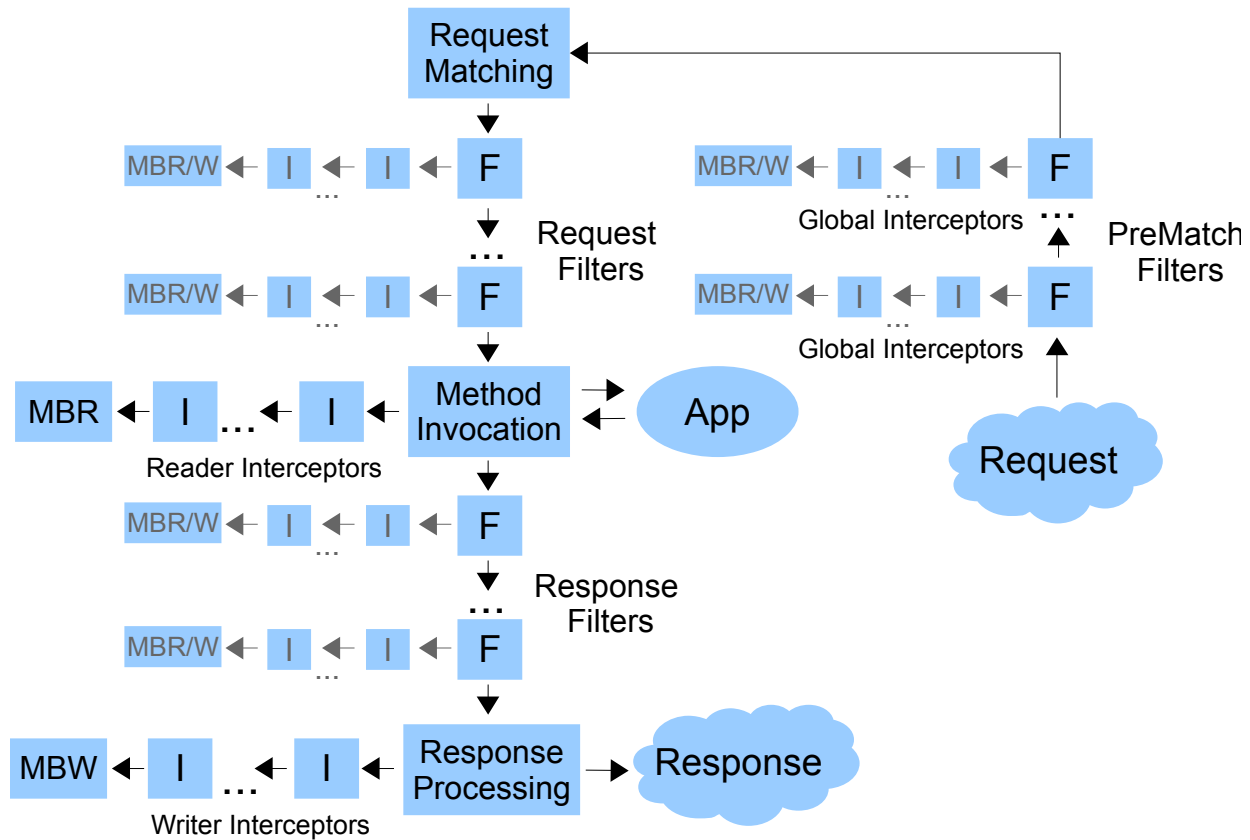 Request
Matching
MBR/W
I
...
I
F
MBR/W
I
...
I
F
Global Interceptors
...
Request
Filters
PreMatch
Filters
...
MBR/W
I
...
I
F
MBR/W
I
...
I
F
Global Interceptors
MBR
I
...
I
Method
Invocation
App
Reader Interceptors
Request
MBR/W
I
...
I
F
Response
Filters
...
MBR/W
I
...
I
F
MBW
I
...
I
Response
Processing
Response
Writer Interceptors